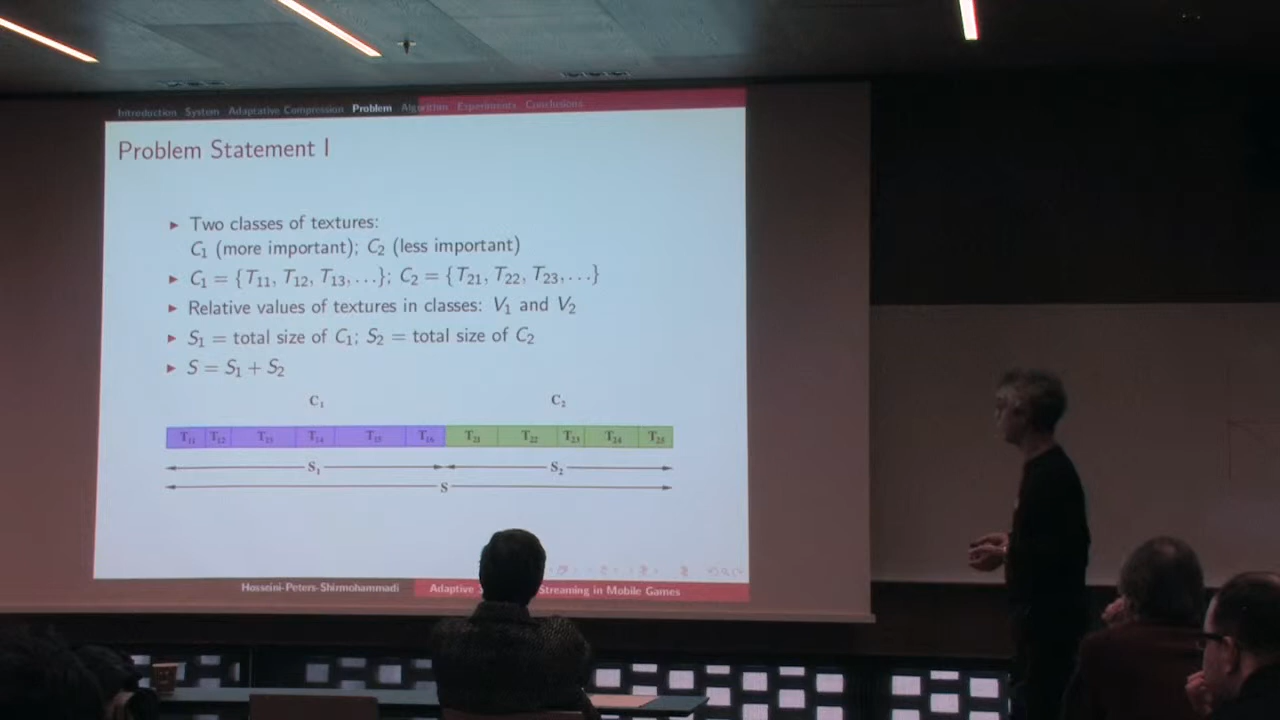 Introduction System Adaptative Compression Problem Algorithm Experiments Conclusions
Problem Statement I
► Two classes of textures:
C₁ (more important); C₂ (less important)
► C₁ = {T₁₁, T₁₂, T₁₃, ...}; C₂ = {T₂₁, T₂₂, T₂₃, ...}
► Relative values of textures in classes: V₁ and V₂
► S₁ = total size of C₁; S₂ = total size of C₂
► S = S₁ + S₂
C₁ C₂
T₁₁ T₁₂ T₁₃ T₁₄ T₁₅ T₁₆ T₂₁ T₂₂ T₂₃ T₂₄ T₂₅
S₁ S₂
S
Hosseini-Peters-Shirmohammadi Adaptive Streaming in Mobile Games